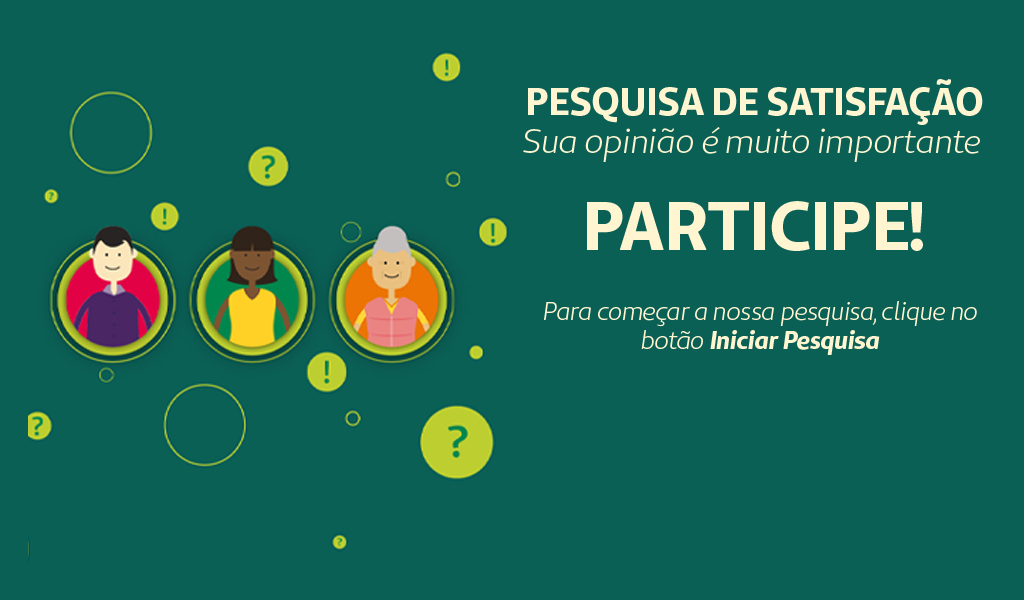 PESQUISA DE SATISFAÇÃO
Sua opinião é muito importante
PARTICIPE!
Para começar a nossa pesquisa, clique no
botão Iniciar Pesquisa
!
?
?
!
!
!
?
?
?